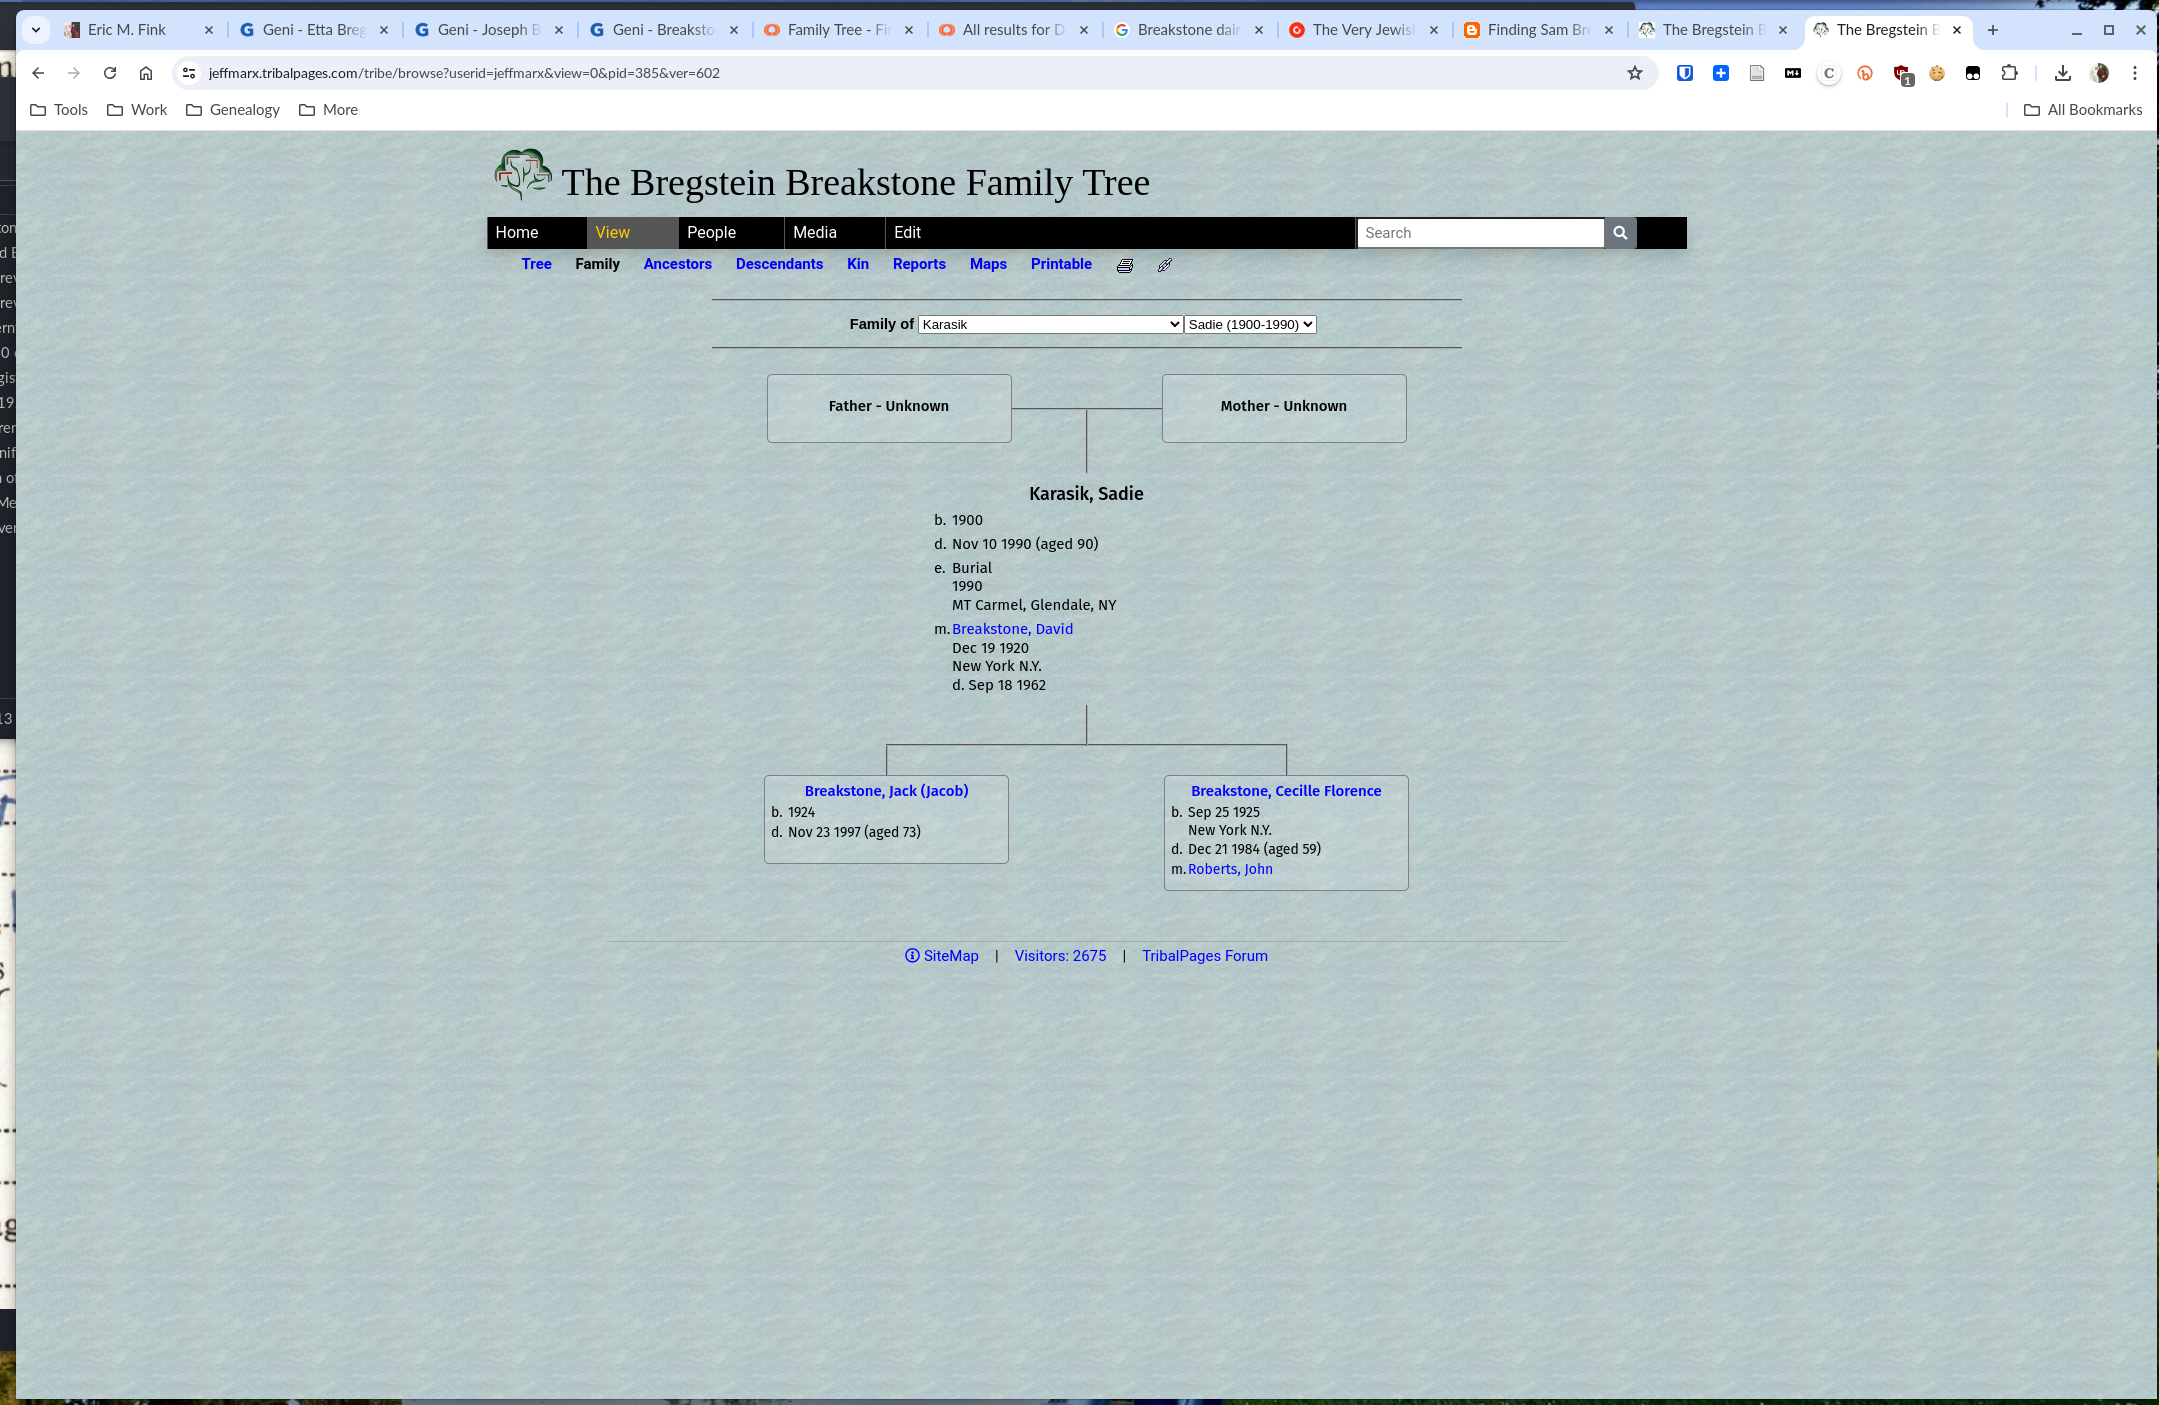 Eric M. Fink
Geni - Etta Breg
Geni - Joseph B
Geni - Breakston
Family Tree - Fin
All results for D
Breakstone dair
The Very Jewish
Finding Sam Bre
The Bregstein B
The Bregstein B
jeffmarx.tribalpages.com/tribe/browse?userid=jeffmarx&view=0&pid=385&ver=602
1
Tools
Work
Genealogy
More
All Bookmarks
The Bregstein Breakstone Family Tree
Home
View
People
Media
Edit
Search
Tree
Family
Ancestors
Descendants
Kin
Reports
Maps
Printable
Family of Karasik Sadie (1900-1990)
Father - Unknown
Mother - Unknown
Karasik, Sadie
b. 1900
d. Nov 10 1990 (aged 90)
e. Burial
1990
MT Carmel, Glendale, NY
m. Breakstone, David
Dec 19 1920
New York N.Y.
d. Sep 18 1962
Breakstone, Jack (Jacob)
b. 1924
d. Nov 23 1997 (aged 73)
Breakstone, Cecille Florence
b. Sep 25 1925
New York N.Y.
d. Dec 21 1984 (aged 59)
m. Roberts, John
SiteMap | Visitors: 2675 | TribalPages Forum